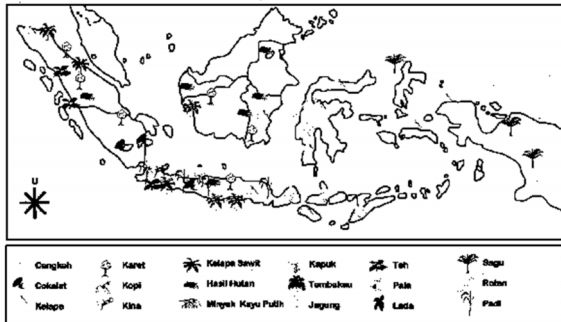 U
Cengkeh Karet Kelapa Sawit Kapuk Teh Sagu
Cokelat Kopi Hasil Hutan Tembakau Pala Rotan
Kelapa Kina Minyak Kayu Putih Jagung Lada Padi